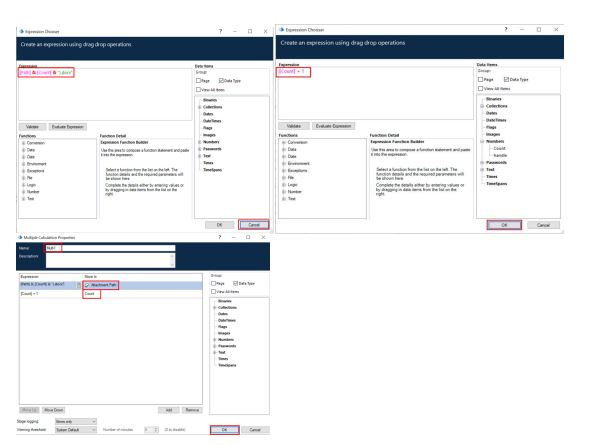 Expression Chooser
? – □ ×
Create an expression using drag drop operations
Expression
[Path] & [Count] & ").docx"
Validate
Evaluate Expression
Functions
Conversion
Data
Date
Environment
Exceptions
File
Logic
Number
Text
Function Detail
Expression Function Builder
Use this area to compose a function statement and paste
it into the expression.
Select a function from the list on the left. The
function details and the required parameters will
be shown here.
Complete the details either by entering values or
by dragging in data items from the list on the
right.
Data Items
Group:
Page
Data Type
View All Items
Binaries
Collections
Dates
DateTimes
Flags
Images
Numbers
Passwords
Text
Times
TimeSpans
OK
Cancel
Expression Chooser
? – □ ×
Create an expression using drag drop operations
Expression
[Count] + 1
Validate
Evaluate Expression
Functions
Conversion
Data
Date
Environment
Exceptions
File
Logic
Number
Text
Function Detail
Expression Function Builder
Use this area to compose a function statement and paste
it into the expression.
Select a function from the list on the left. The
function details and the required parameters will
be shown here.
Complete the details either by entering values or
by dragging in data items from the list on the
right.
Data Items
Group:
Page
Data Type
View All Items
Binaries
Collections
Dates
DateTimes
Flags
Images
Numbers
Count
handle
Passwords
Text
Times
TimeSpans
OK
Cancel
Multiple Calculation Properties
? – □ ×
Name:
Description:
Expression
Store In
[Path] & [Count] & ").docx"
Attachment Path
[Count] + 1
Count
Move Up
Move Down
Add
Remove
Group:
Page
Data Type
View All Items
Binaries
Collections
Dates
DateTimes
Flags
Images
Numbers
Passwords
Text
Times
TimeSpans
Stage logging:
Errors only
Warning threshold:
System Default
Number of minutes
(0 to disable)
OK
Cancel